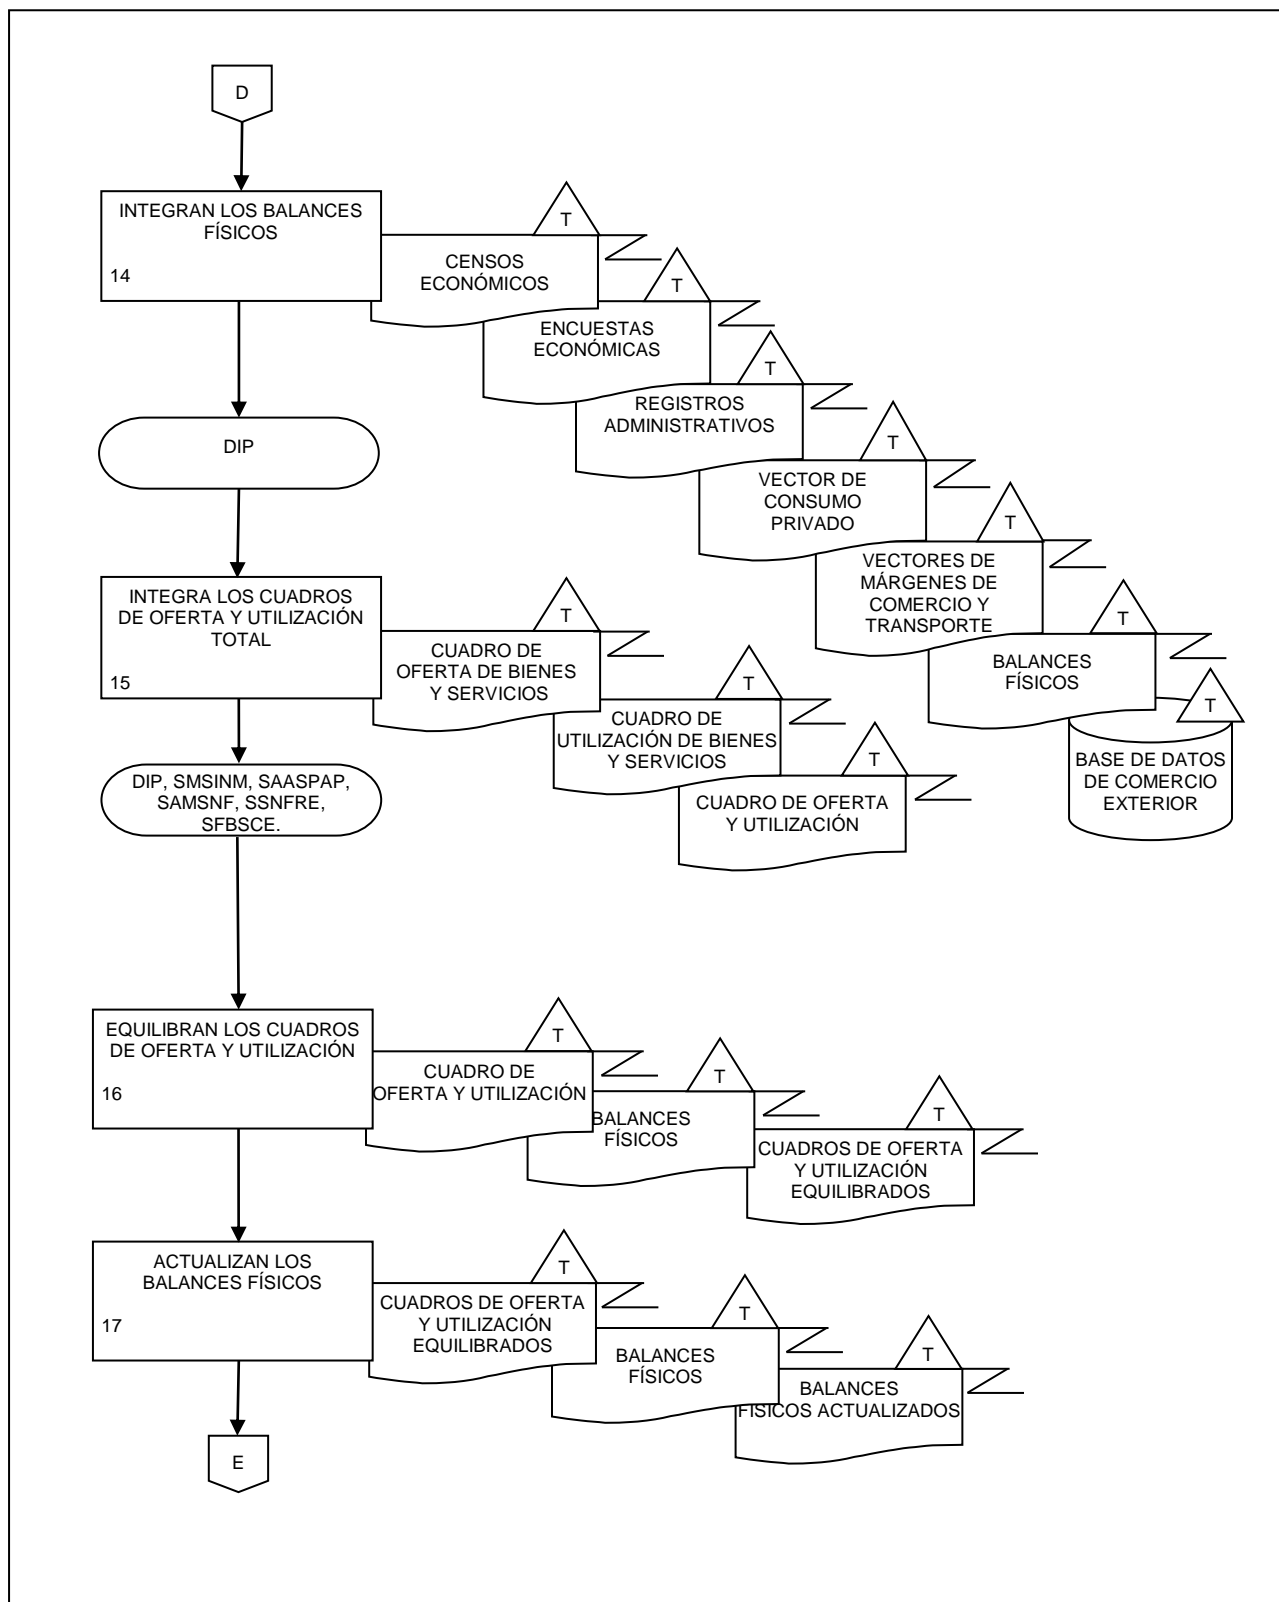 D
INTEGRAN LOS BALANCES
FÍSICOS
14
T
CENSOS
ECONÓMICOS
T
ENCUESTAS
ECONÓMICAS
T
REGISTROS
ADMINISTRATIVOS
T
VECTOR DE
CONSUMO
PRIVADO
T
VECTORES DE
MÁRGENES DE
COMERCIO Y
TRANSPORTE
T
BALANCES
FÍSICOS
T
BASE DE DATOS
DE COMERCIO
EXTERIOR
DIP
INTEGRA LOS CUADROS
DE OFERTA Y UTILIZACIÓN
TOTAL
15
T
CUADRO DE
OFERTA DE BIENES
Y SERVICIOS
T
CUADRO DE
UTILIZACIÓN DE BIENES
Y SERVICIOS
T
CUADRO DE OFERTA
Y UTILIZACIÓN
DIP, SMSINM, SAASPAP,
SAMSNF, SSNFRE,
SFBSCE.
EQUILIBRAN LOS CUADROS
DE OFERTA Y UTILIZACIÓN
16
T
CUADRO DE
OFERTA Y UTILIZACIÓN
T
BALANCES
FÍSICOS
T
CUADROS DE OFERTA
Y UTILIZACIÓN
EQUILIBRADOS
ACTUALIZAN LOS
BALANCES FÍSICOS
17
T
CUADROS DE OFERTA
Y UTILIZACIÓN
EQUILIBRADOS
T
BALANCES
FÍSICOS
T
BALANCES
FÍSICOS ACTUALIZADOS
E